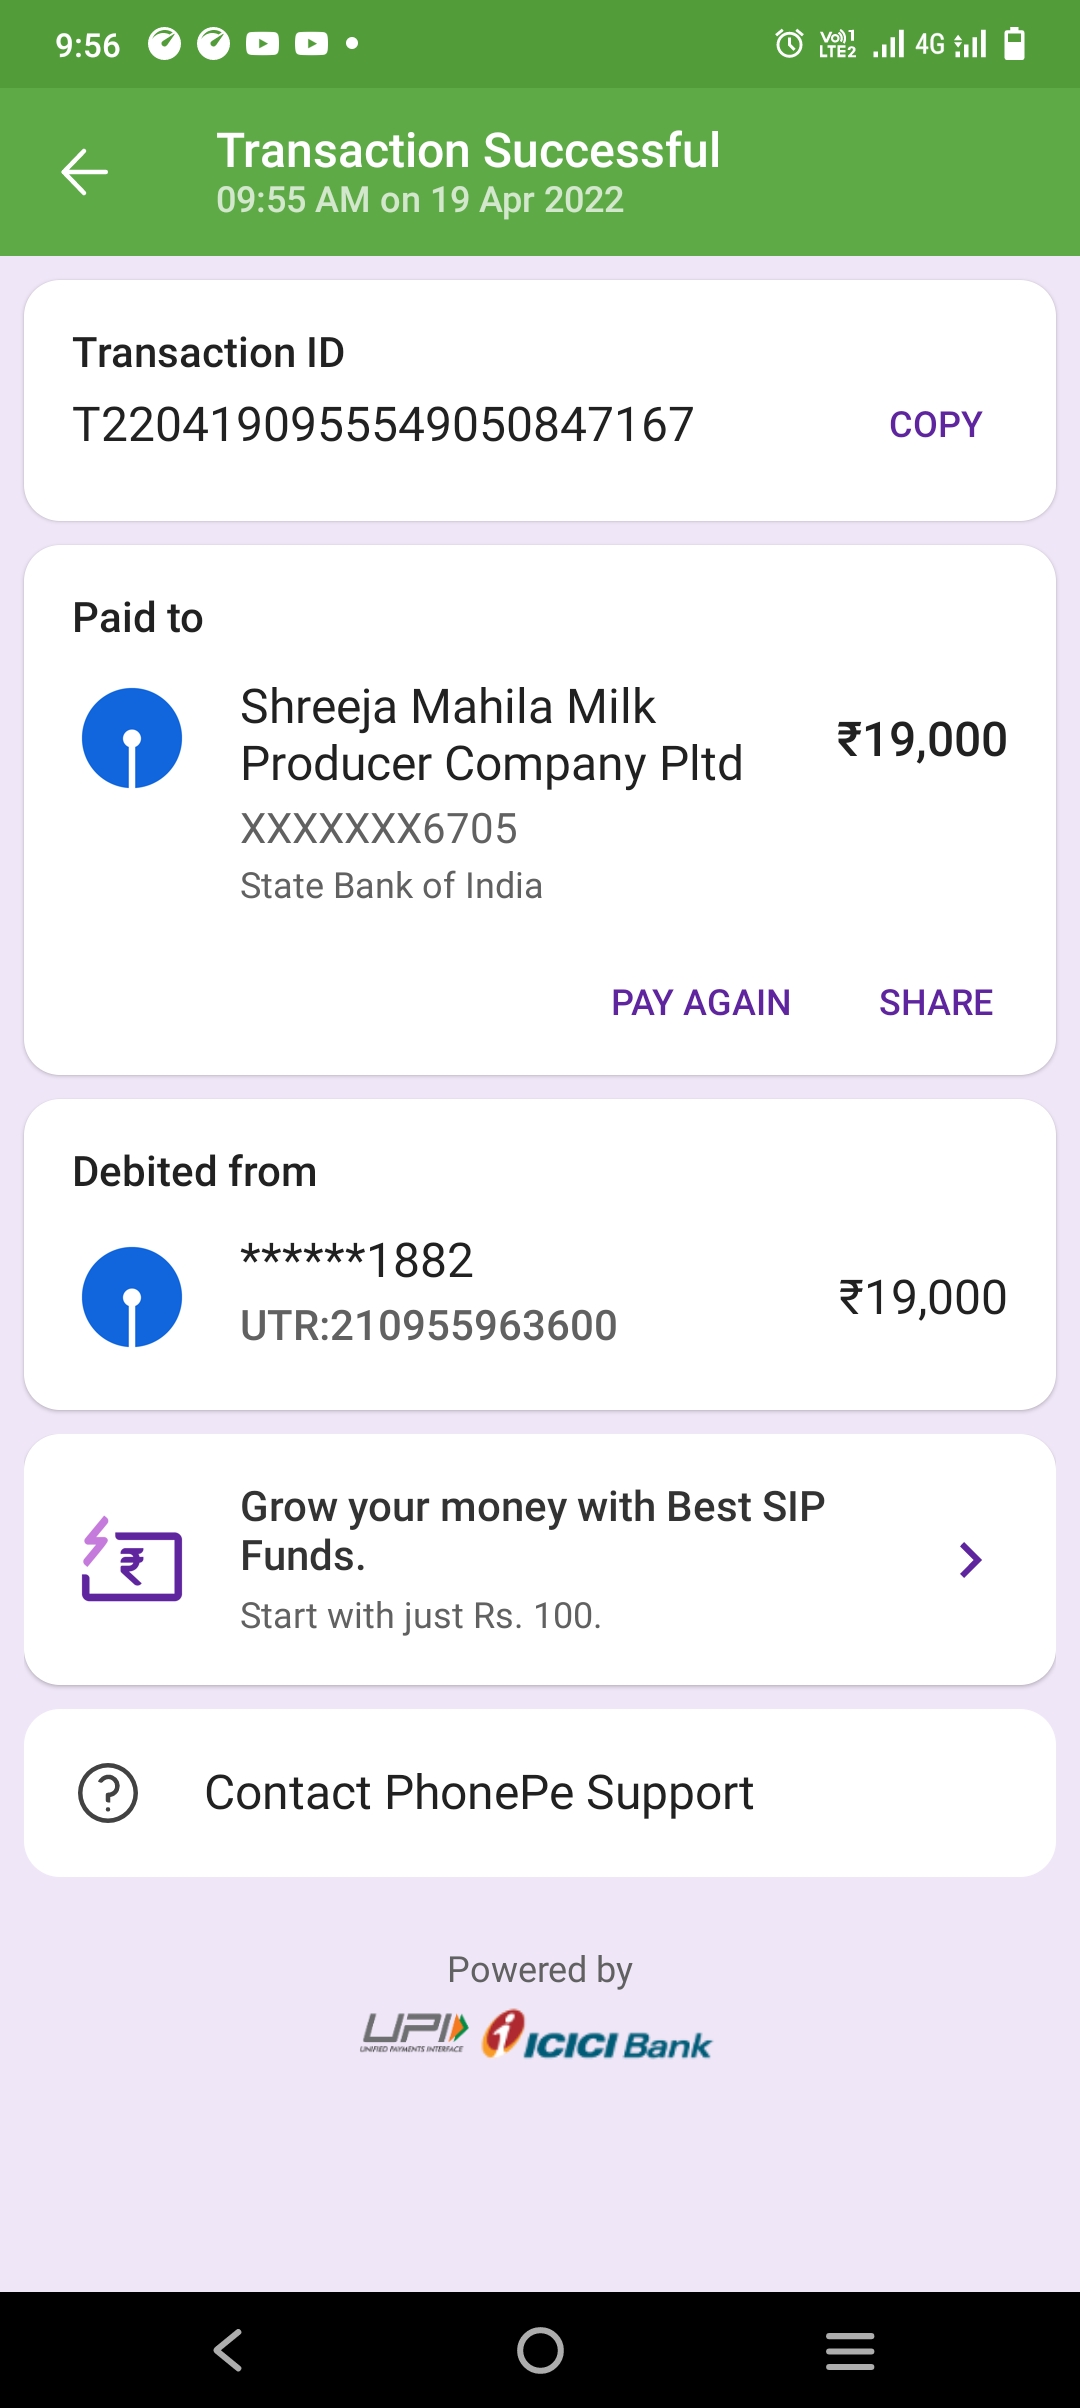 9:56
Vo))1
LTE2
4G
Transaction Successful
09:55 AM on 19 Apr 2022
Transaction ID
T2204190955549050847167
COPY
Paid to
Shreeja Mahila Milk
Producer Company Pltd
₹19,000
XXXXXXX6705
State Bank of India
PAY AGAIN SHARE
Debited from
******1882
₹19,000
UTR:210955963600
Grow your money with Best SIP
Funds.
Start with just Rs. 100.
Contact PhonePe Support
Powered by
UPI
UNIFIED PAYMENTS INTERFACE
ICICI Bank